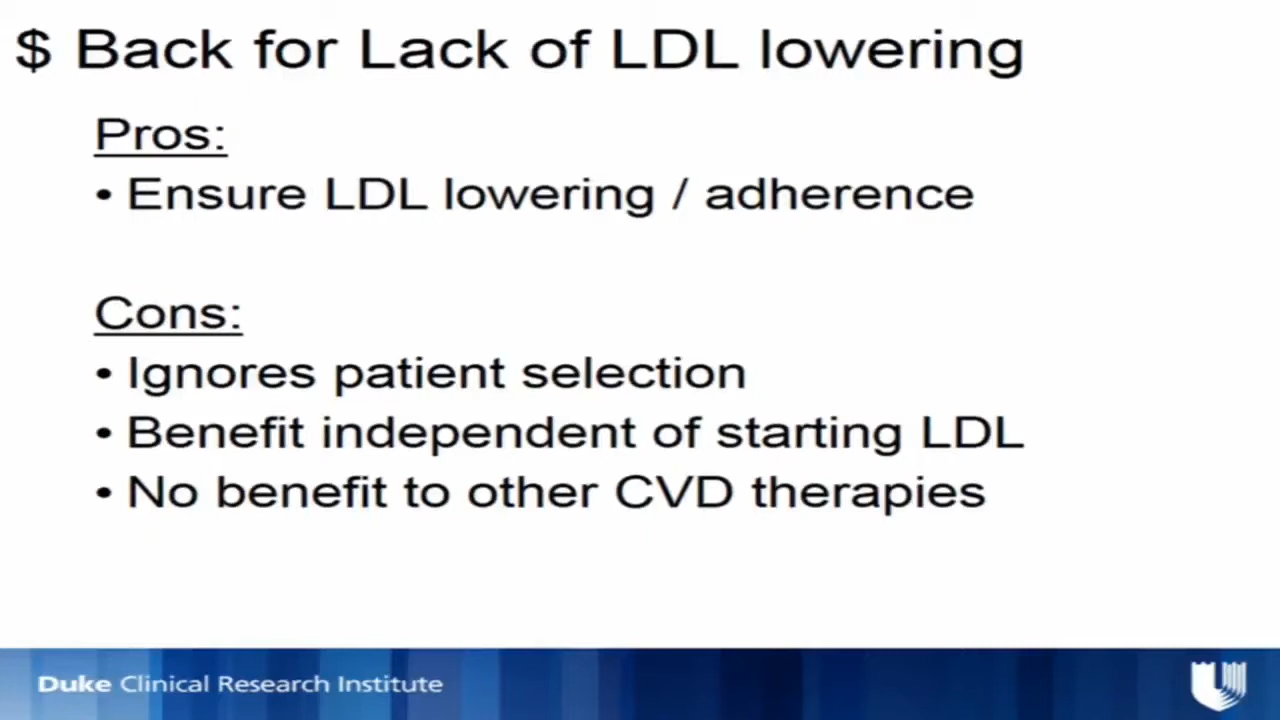 $ Back for Lack of LDL lowering
Pros:
• Ensure LDL lowering / adherence
Cons:
• Ignores patient selection
• Benefit independent of starting LDL
• No benefit to other CVD therapies
Duke Clinical Research Institute